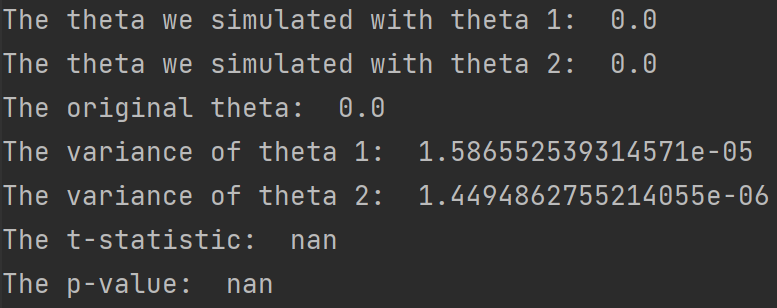 The theta we simulated with theta 1:  0.0
The theta we simulated with theta 2:  0.0
The original theta:  0.0
The variance of theta 1:  1.586552539314571e-05
The variance of theta 2:  1.4494862755214055e-06
The t-statistic:  nan
The p-value:  nan